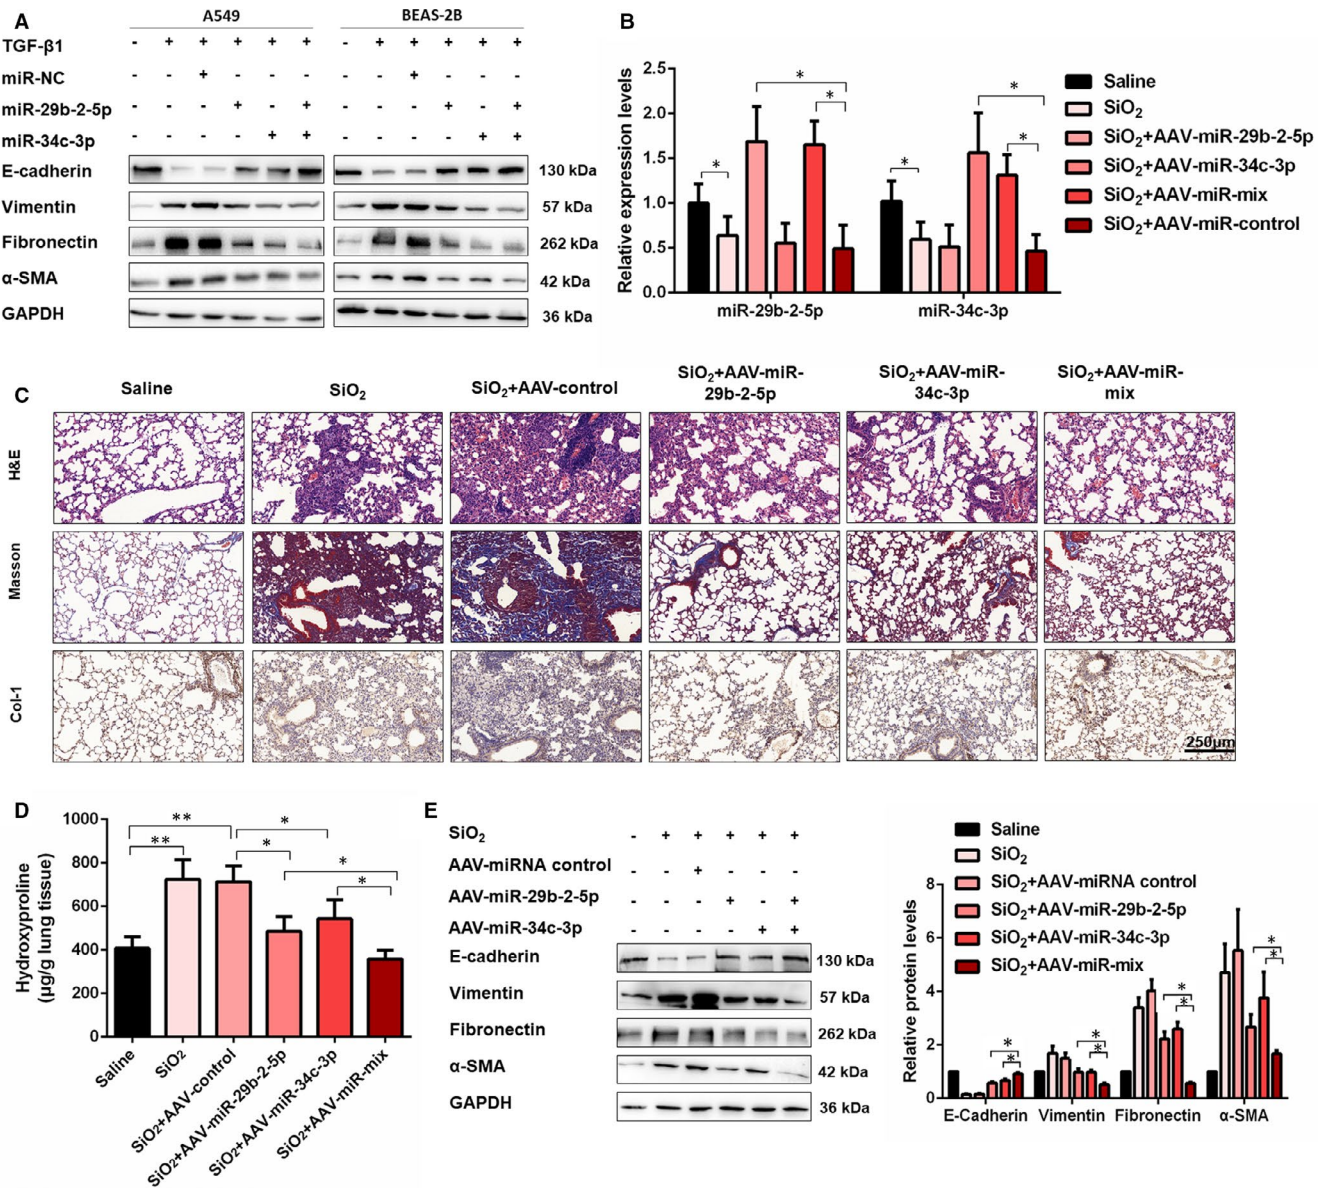 A
A549
BEAS-2B
TGF-β1 - + + + + + - + + + + +
miR-NC - - + - - - - - + - - -
miR-29b-2-5p - - - + - + - - - + - +
miR-34c-3p - - - - + + - - - - + +
E-cadherin 130 kDa
Vimentin 57 kDa
Fibronectin 262 kDa
α-SMA 42 kDa
GAPDH 36 kDa
B
Relative expression levels
2.5
2.0
1.5
1.0
0.5
0.0
* * * * * *
miR-29b-2-5p miR-34c-3p
Saline
SiO₂
SiO₂+AAV-miR-29b-2-5p
SiO₂+AAV-miR-34c-3p
SiO₂+AAV-miR-mix
SiO₂+AAV-miR-control
C
Saline
SiO₂
SiO₂+AAV-control
SiO₂+AAV-miR-
29b-2-5p
SiO₂+AAV-miR-
34c-3p
SiO₂+AAV-miR-
mix
H&E
Masson
Col-1
250μm
D
Hydroxyproline
(μg/g lung tissue)
1000
800
600
400
200
0
** ** * * * *
Saline
SiO₂
SiO₂+AAV-control
SiO₂+AAV-miR-29b-2-5p
SiO₂+AAV-miR-34c-3p
SiO₂+AAV-miR-mix
E
SiO₂ - + + + + +
AAV-miRNA control - - + - - -
AAV-miR-29b-2-5p - - - + - +
AAV-miR-34c-3p - - - - + +
E-cadherin 130 kDa
Vimentin 57 kDa
Fibronectin 262 kDa
α-SMA 42 kDa
GAPDH 36 kDa
Saline
SiO₂
SiO₂+AAV-miRNA control
SiO₂+AAV-miR-29b-2-5p
SiO₂+AAV-miR-34c-3p
SiO₂+AAV-miR-mix
Relative protein levels
8
6
4
2
0
* * * * * * * *
E-Cadherin Vimentin Fibronectin α-SMA